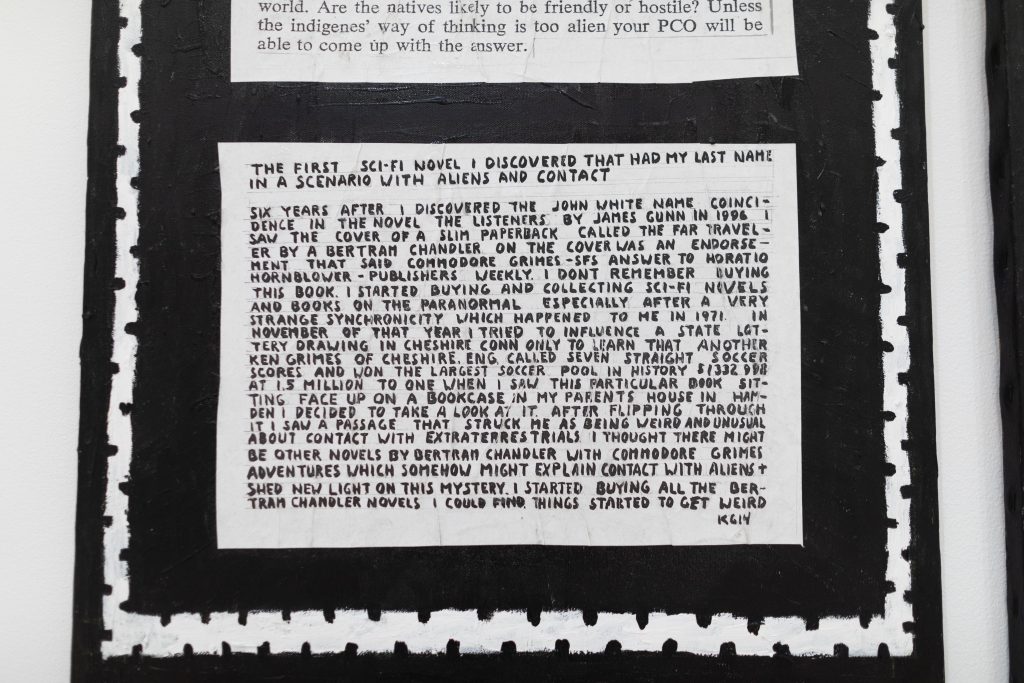 world. Are the natives likely to be friendly or hostile? Unless
the indigenes' way of thinking is too alien your PCO will be
able to come up with the answer.
THE FIRST SCI-FI NOVEL I DISCOVERED THAT HAD MY LAST NAME
IN A SCENARIO WITH ALIENS AND CONTACT
SIX YEARS AFTER I DISCOVERED THE JOHN WHITE NAME COINCI-
DENCE IN THE NOVEL THE LISTENERS BY JAMES GUNN IN 1996 I
SAW THE COVER OF A SLIM PAPERBACK CALLED THE FAR TRAVEL-
ER BY A BERTRAM CHANDLER ON THE COVER WAS AN ENDORSE-
MENT THAT SAID COMMODORE GRIMES-SFS ANSWER TO HORATIO
HORNBLOWER-PUBLISHERS WEEKLY. I DONT REMEMBER BUYING
THIS BOOK. I STARTED BUYING AND COLLECTING SCI-FI NOVELS
AND BOOKS ON THE PARANORMAL ESPECIALLY AFTER A VERY
STRANGE SYNCHRONICITY WHICH HAPPENED TO ME IN 1971. IN
NOVEMBER OF THAT YEAR I TRIED TO INFLUENCE A STATE LOT-
TERY DRAWING IN CHESHIRE CONN ONLY TO LEARN THAT ANOTHER
KEN GRIMES OF CHESHIRE, ENG CALLED SEVEN STRAIGHT SOCCER
SCORES AND WON THE LARGEST SOCCER POOL IN HISTORY $1332 998
AT 1.5 MILLION TO ONE WHEN I SAW THIS PARTICULAR BOOK SIT-
TING FACE UP ON A BOOKCASE IN MY PARENTS HOUSE IN HAM-
DEN I DECIDED TO TAKE A LOOK AT IT. AFTER FLIPPING THROUGH
IT I SAW A PASSAGE THAT STRUCK ME AS BEING WEIRD AND UNUSUAL
ABOUT CONTACT WITH EXTRATERRESTRIALS. I THOUGHT THERE MIGHT
BE OTHER NOVELS BY BERTRAM CHANDLER WITH COMMODORE GRIMES
ADVENTURES WHICH SOMEHOW MIGHT EXPLAIN CONTACT WITH ALIENS +
SHED NEW LIGHT ON THIS MYSTERY. I STARTED BUYING ALL THE BER-
TRAM CHANDLER NOVELS I COULD FIND. THINGS STARTED TO GET WEIRD
KG14